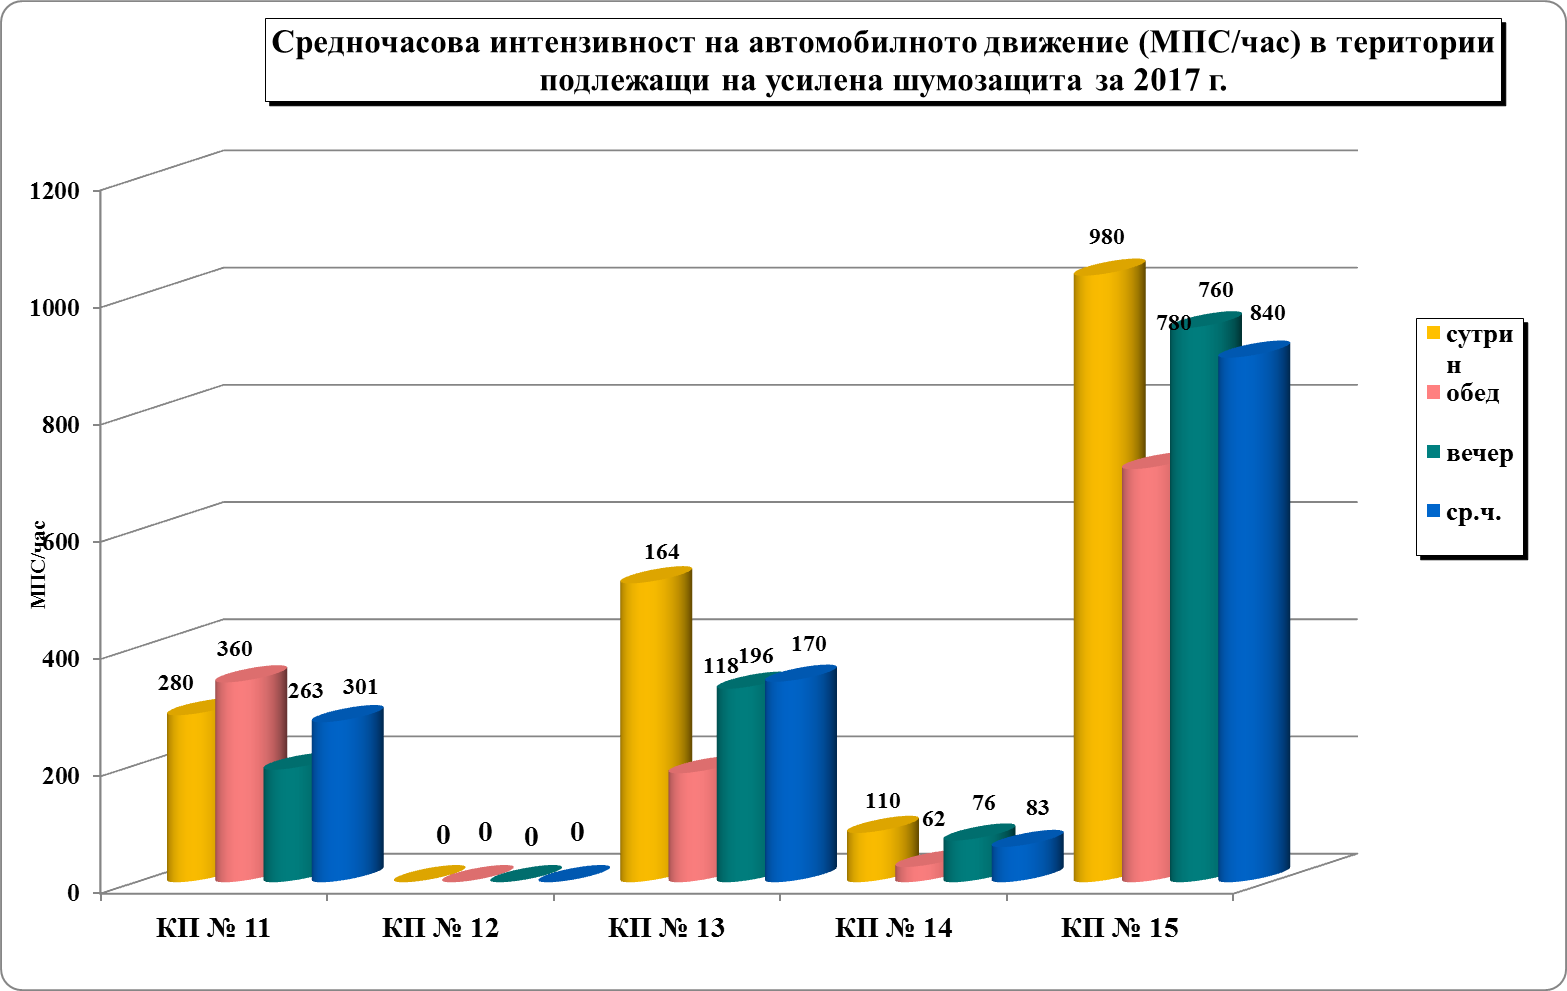 Средночасова интензивност на автомобилното движение (МПС/час) в територии
подлежащи на усилена шумозащита за 2017 г.
1200
1000
800
600
400
200
0
МПС/час
280
360
263
301
0
0
0
0
164
118
196
170
110
62
76
83
980
780
760
840
КП № 11
КП № 12
КП № 13
КП № 14
КП № 15
сутри
н
обед
вечер
ср.ч.